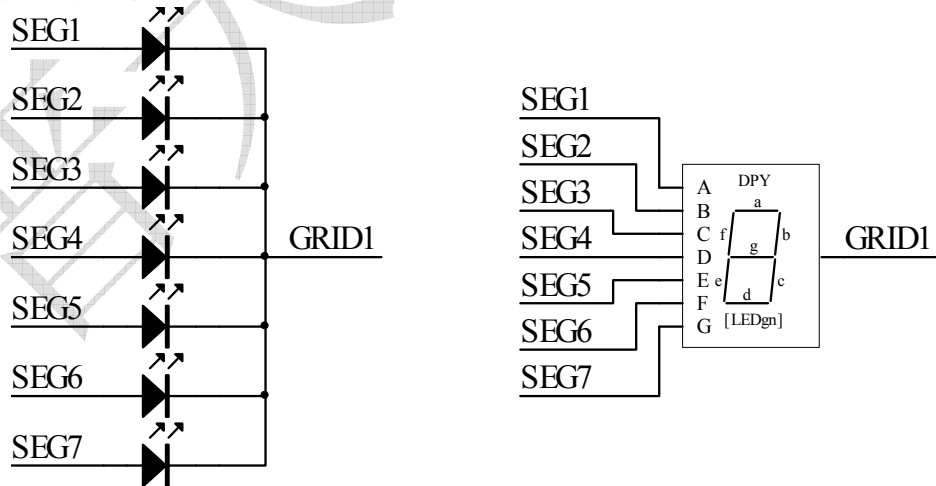 SEG1
SEG2
SEG3
SEG4
SEG5
SEG6
SEG7
GRID1
SEG1
SEG2
SEG3
SEG4
SEG5
SEG6
SEG7
A
B
C
D
E
F
G
DPY
a
f
b
g
e
c
d
[LEDgn]
GRID1